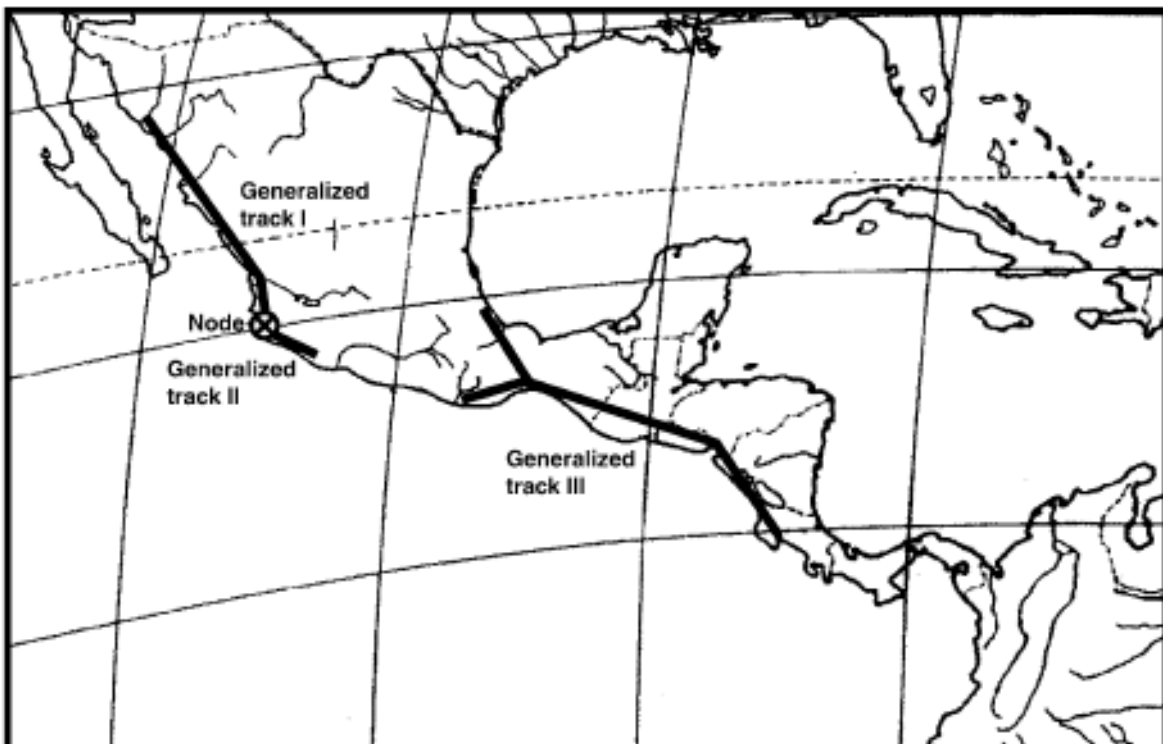 Generalized
track I
Node
Generalized
track II
Generalized
track III